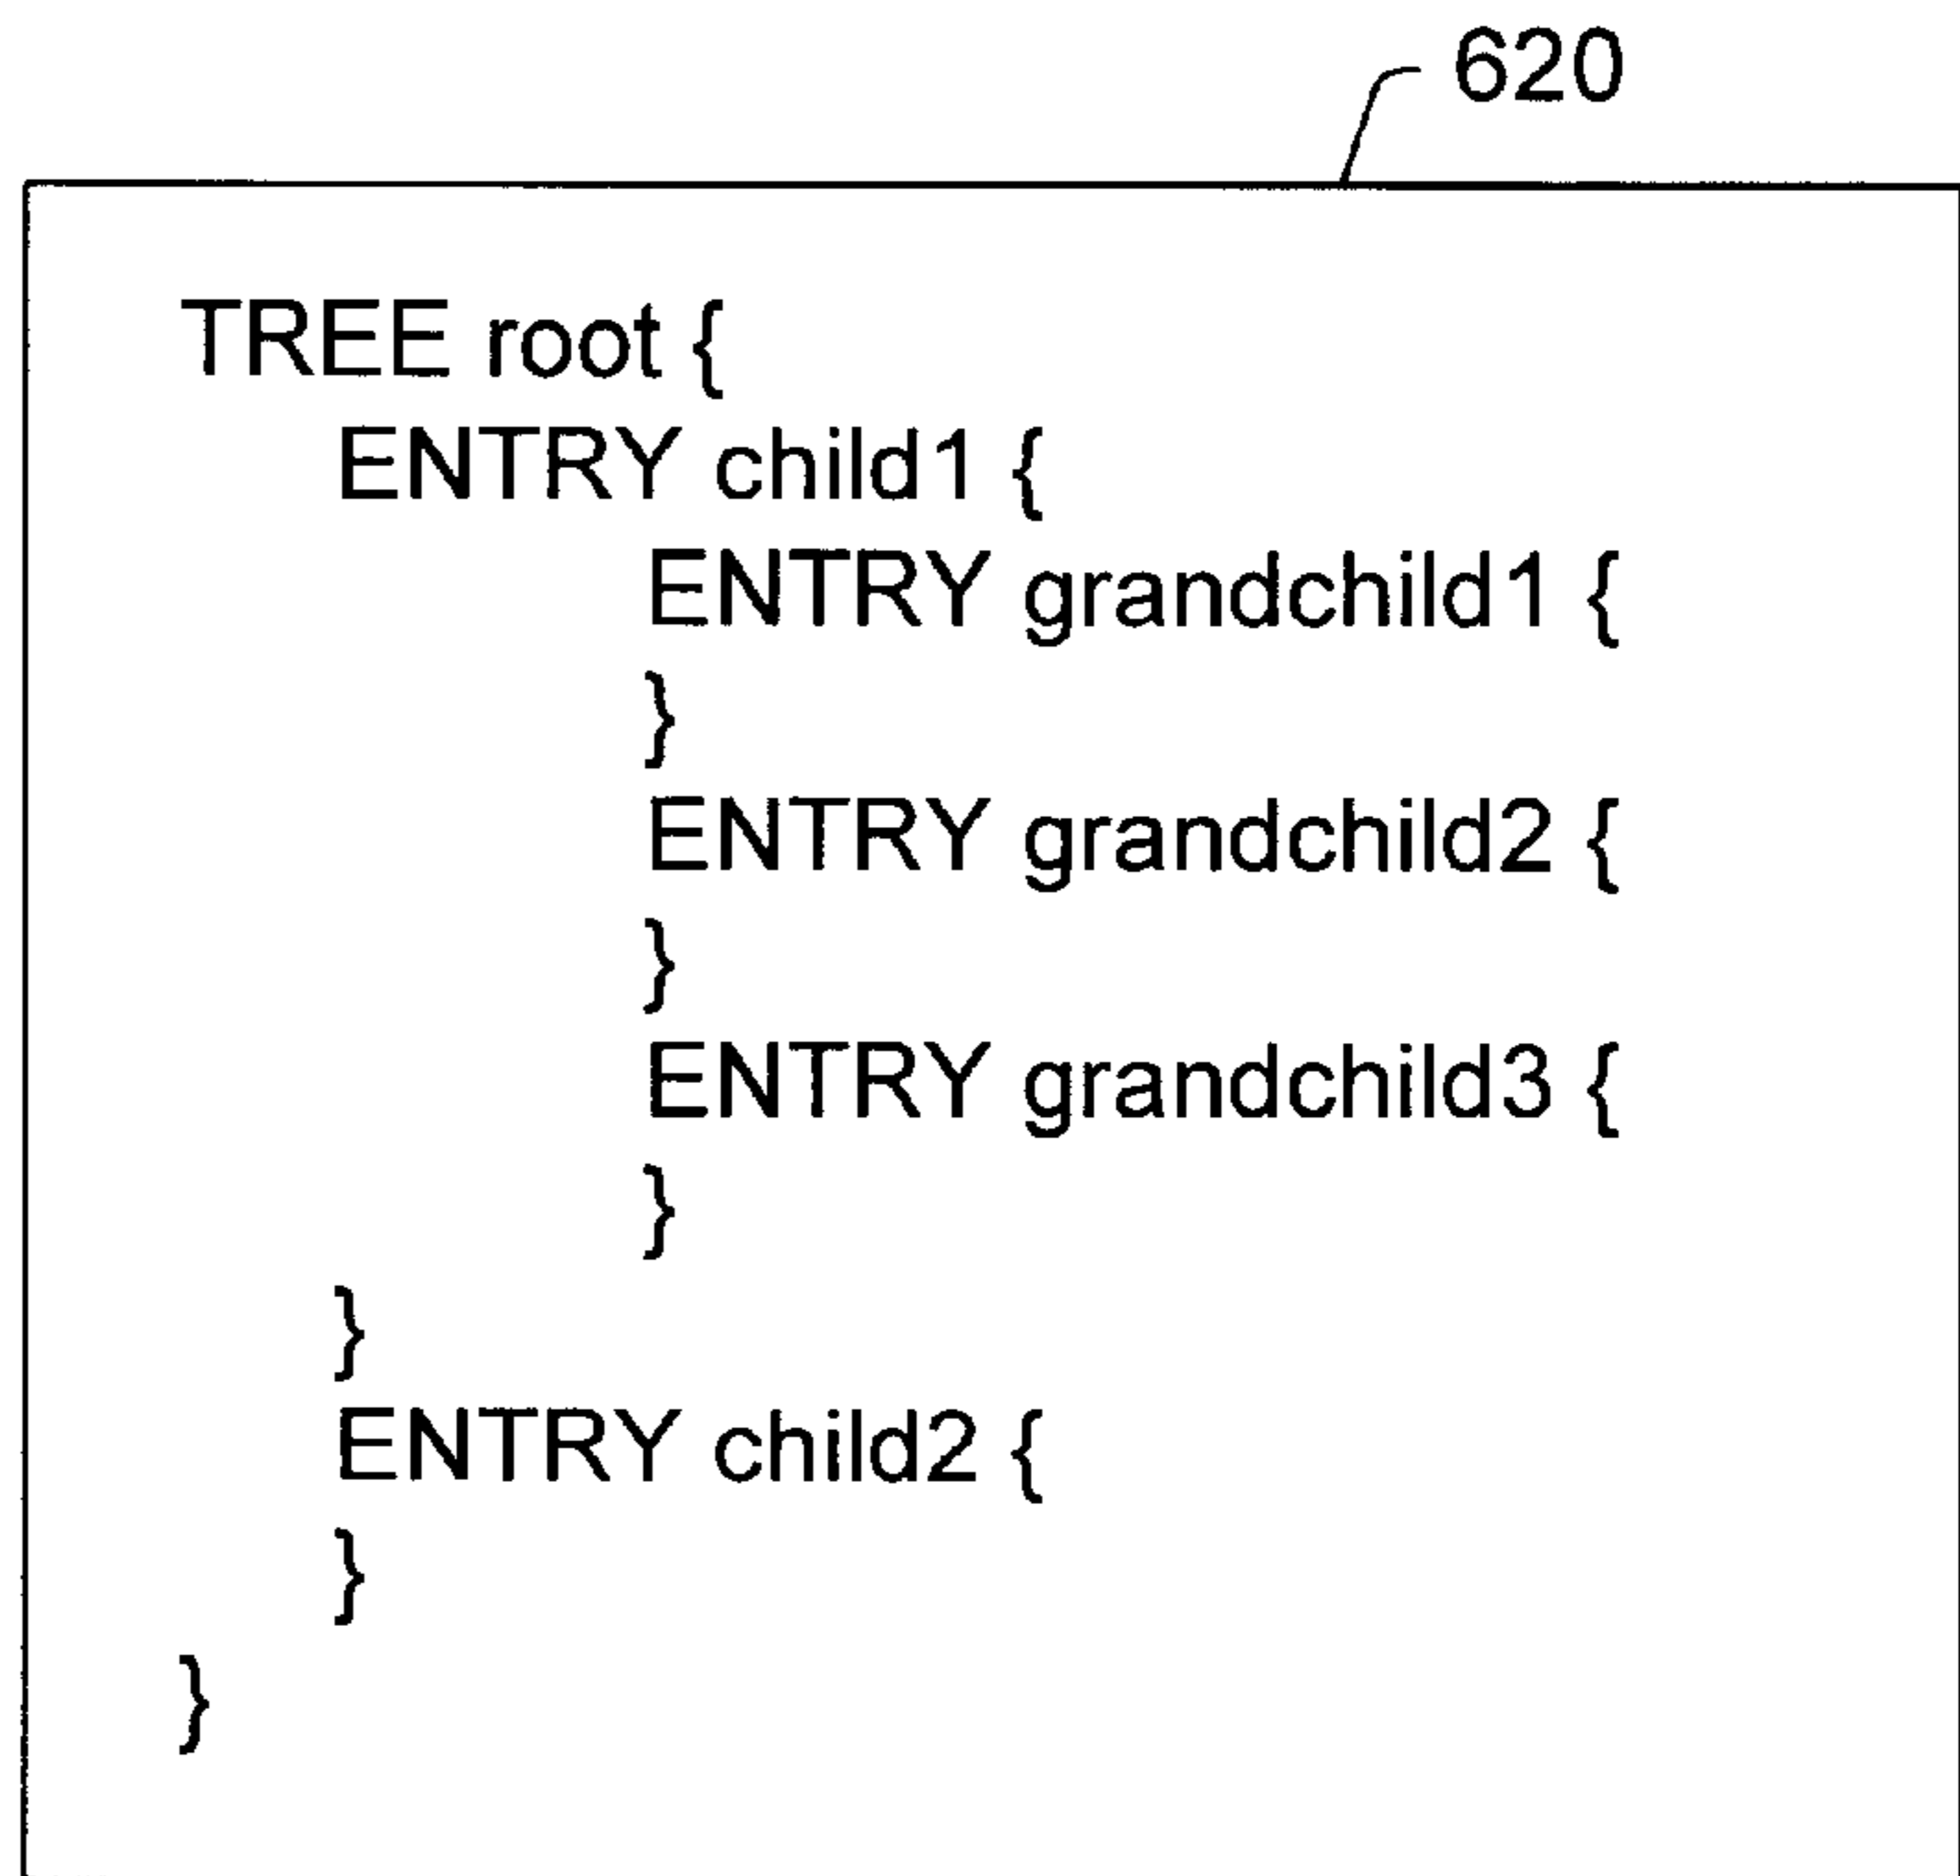 620
TREE root {
ENTRY child1 {
ENTRY grandchild1 {
}
ENTRY grandchild2 {
}
ENTRY grandchild3 {
}
}
ENTRY child2 {
}
}